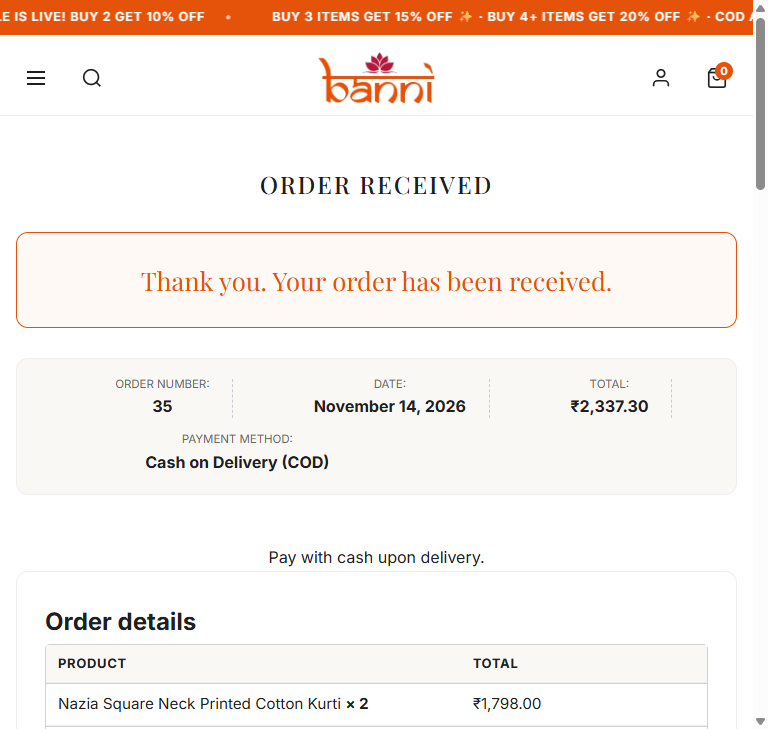 E IS LIVE! BUY 2 GET 10% OFF • BUY 3 ITEMS GET 15% OFF ✨ · BUY 4+ ITEMS GET 20% OFF ✨ · COD
banni
0
ORDER RECEIVED
Thank you. Your order has been received.
ORDER NUMBER: DATE: TOTAL:
35 November 14, 2026 ₹2,337.30
PAYMENT METHOD:
Cash on Delivery (COD)
Pay with cash upon delivery.
Order details
PRODUCT TOTAL
Nazia Square Neck Printed Cotton Kurti × 2 ₹1,798.00